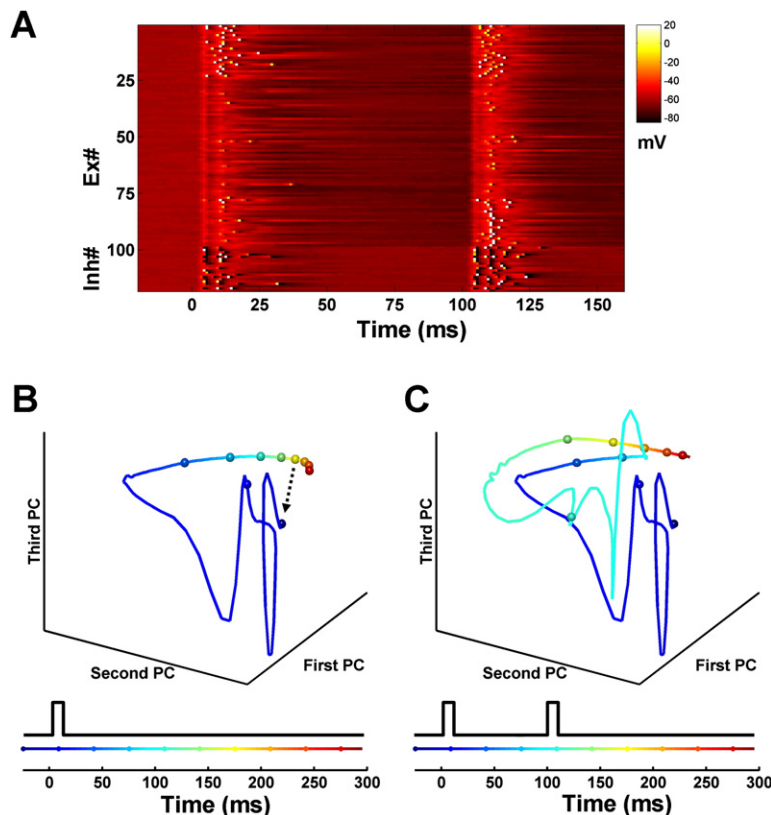 A
Ex#
Inh#
25
50
75
100
0 25 50 75 100 125 150
Time (ms)
20
0
-20
-40
-60
-80
mV
B
Third PC
Second PC
First PC
0 50 100 150 200 250 300
Time (ms)
C
Third PC
Second PC
First PC
0 50 100 150 200 250 300
Time (ms)